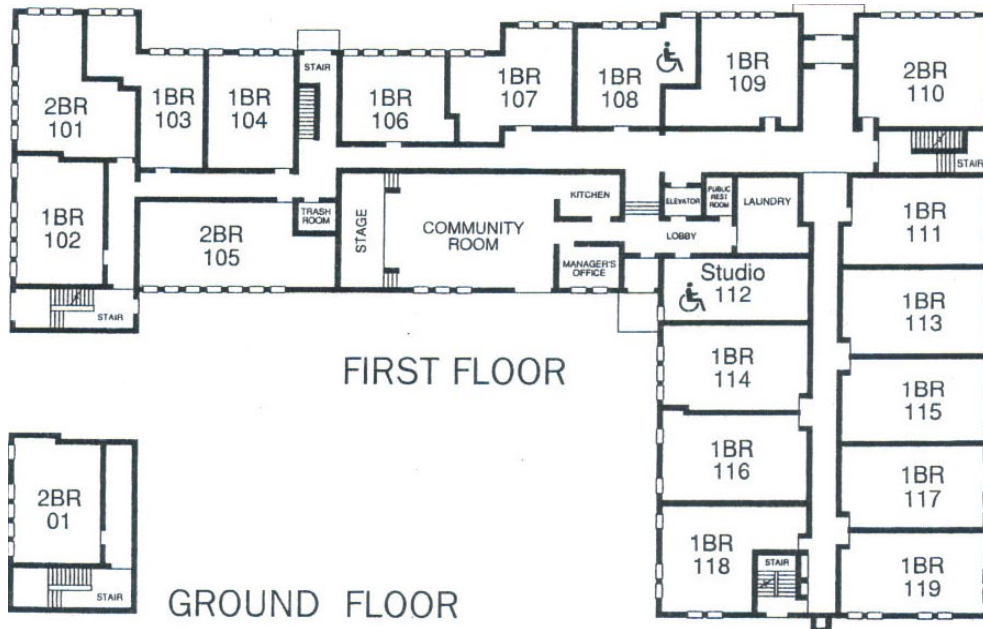 2BR
101
1BR
103
1BR
104
STAIR
1BR
106
1BR
107
1BR
108
1BR
109
2BR
110
STAIR
1BR
102
2BR
105
TRASH
ROOM
STAGE
COMMUNITY
ROOM
KITCHEN
MANAGER'S
OFFICE
ELEVATOR
PUBLIC
REST
ROOM
LAUNDRY
LOBBY
1BR
111
Studio
112
1BR
113
STAIR
FIRST FLOOR
1BR
114
1BR
115
1BR
116
1BR
117
1BR
118
STAIR
1BR
119
2BR
01
STAIR
GROUND FLOOR